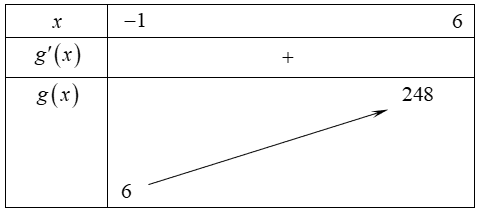 x −1 6
g′(x) +
g(x) 248
6